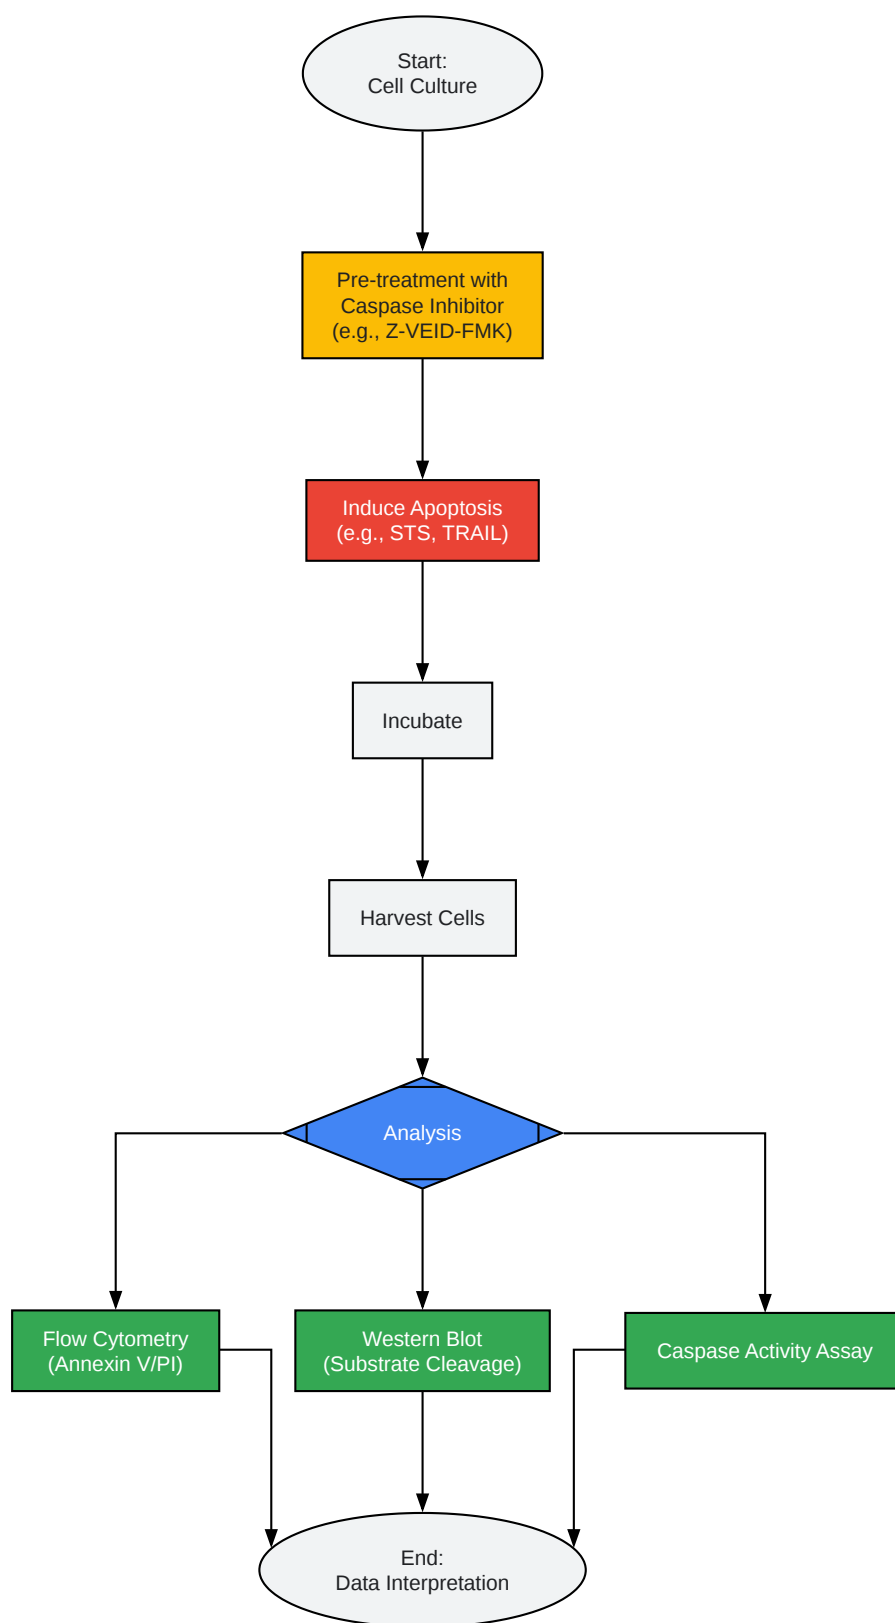 Start:
Cell Culture
Pre-treatment with
Caspase Inhibitor
(e.g., Z-VEID-FMK)
Induce Apoptosis
(e.g., STS, TRAIL)
Incubate
Harvest Cells
Analysis
Flow Cytometry
(Annexin V/PI)
Western Blot
(Substrate Cleavage)
Caspase Activity Assay
End:
Data Interpretation